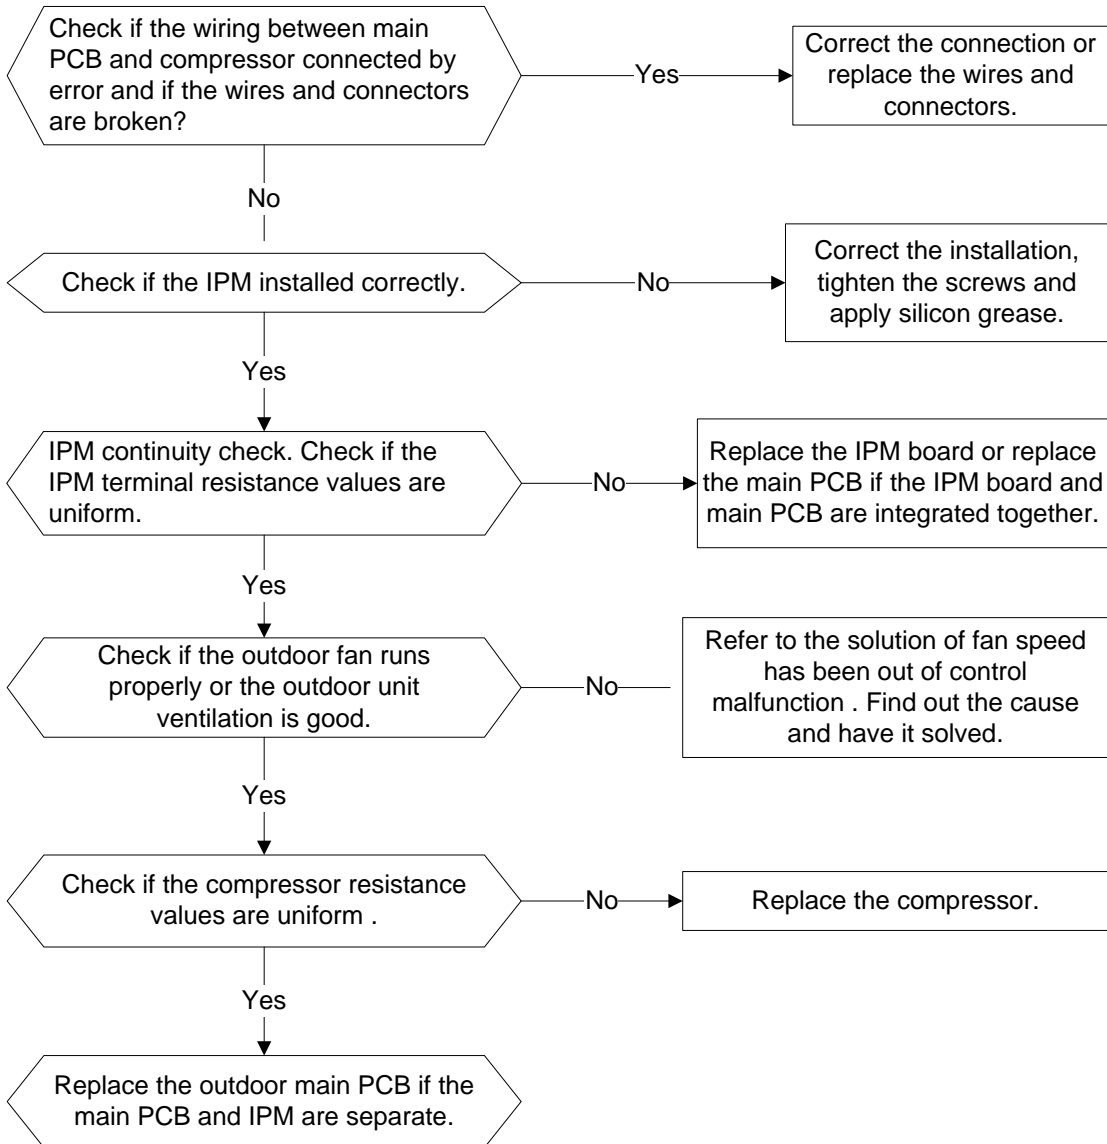 Check if the wiring between main
PCB and compressor connected by
error and if the wires and connectors
are broken?
Yes
Correct the connection or
replace the wires and
connectors.
No
Check if the IPM installed correctly.
No
Correct the installation,
tighten the screws and
apply silicon grease.
Yes
IPM continuity check. Check if the
IPM terminal resistance values are
uniform.
No
Replace the IPM board or replace
the main PCB if the IPM board and
main PCB are integrated together.
Yes
Check if the outdoor fan runs
properly or the outdoor unit
ventilation is good.
No
Refer to the solution of fan speed
has been out of control
malfunction . Find out the cause
and have it solved.
Yes
Check if the compressor resistance
values are uniform .
No
Replace the compressor.
Yes
Replace the outdoor main PCB if the
main PCB and IPM are separate.